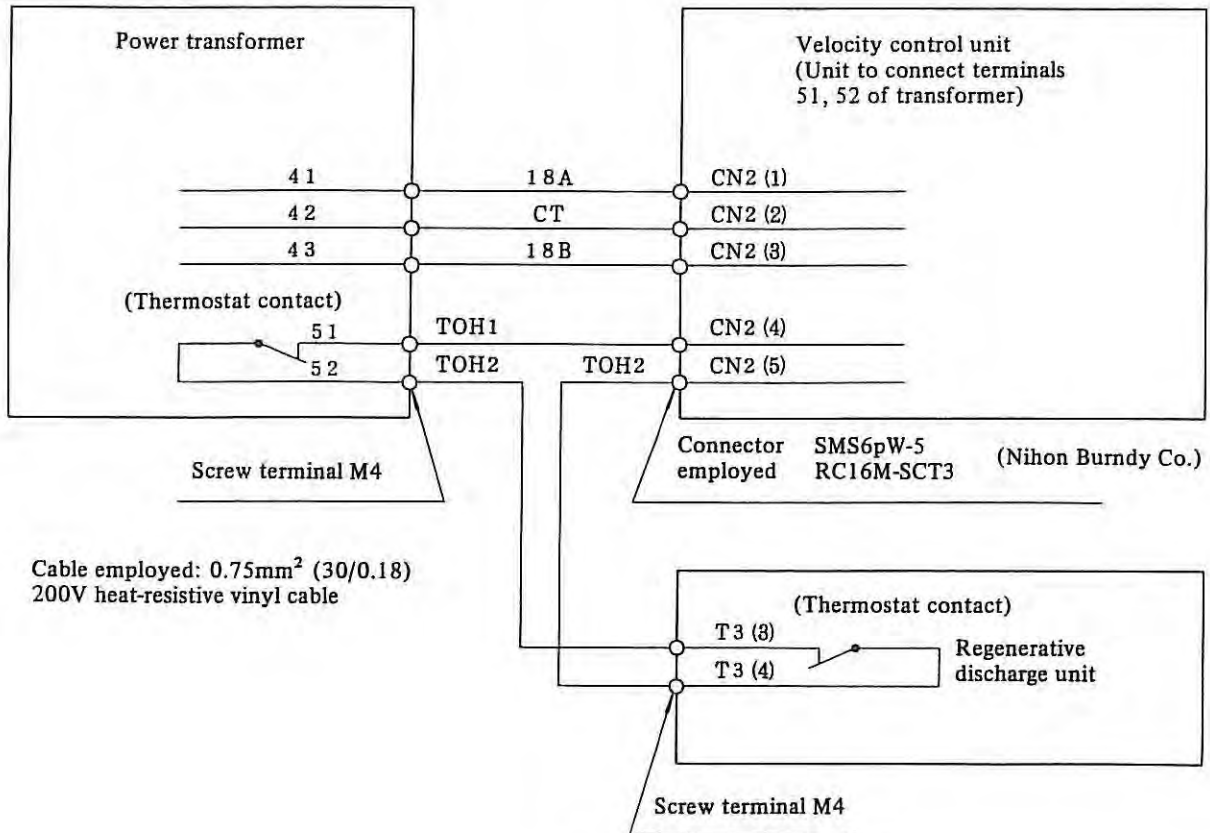 Power transformer
Velocity control unit
(Unit to connect terminals
51, 52 of transformer)
41
18A
CN2 (1)
42
CT
CN2 (2)
43
18B
CN2 (3)
(Thermostat contact)
51
TOH1
CN2 (4)
52
TOH2
TOH2
CN2 (5)
Screw terminal M4
Connector SMS6pW-5
employed RC16M-SCT3
(Nihon Burndy Co.)
Cable employed: 0.75mm² (30/0.18)
200V heat-resistive vinyl cable
(Thermostat contact)
T3 (3)
T3 (4)
Regenerative
discharge unit
Screw terminal M4